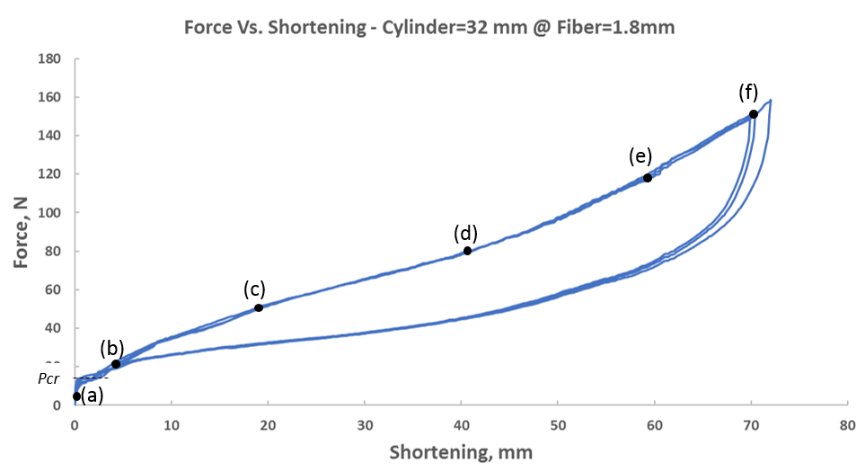 Force Vs. Shortening - Cylinder=32 mm @ Fiber=1.8mm
180
160
140
120
100
80
60
40
0
Pcr
(a)
(b)
(c)
(d)
(e)
(f)
0 10 20 30 40 50 60 70 80
Force, N
Shortening, mm